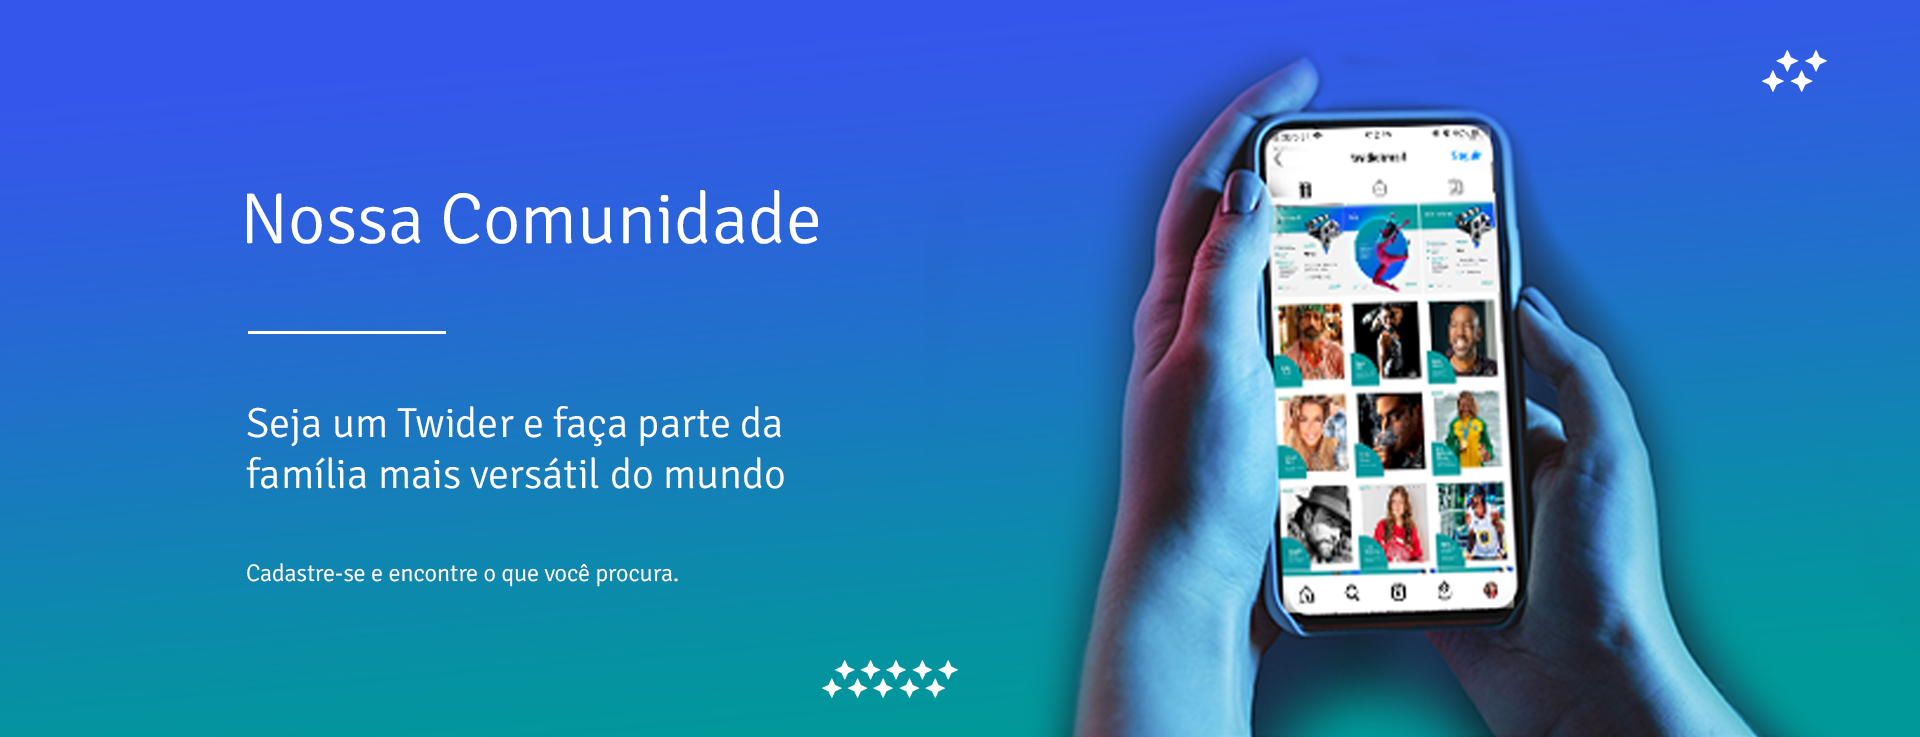 Nossa Comunidade
Seja um Twider e faça parte da
família mais versátil do mundo
Cadastre-se e encontre o que você procura.
Seguir